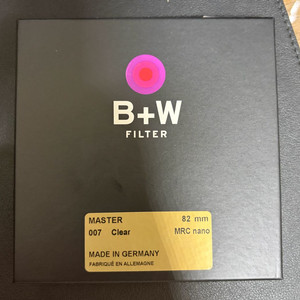 B+W
FILTER
MASTER 82 mm
007 Clear MRC nano
MADE IN GERMANY
FABRIQUÉ EN ALLEMAGNE